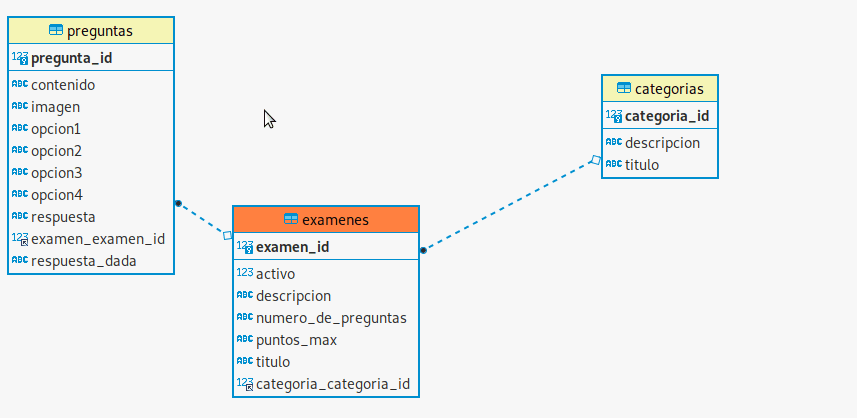 preguntas
123 pregunta_id
ABC contenido
ABC imagen
ABC opcion1
ABC opcion2
ABC opcion3
ABC opcion4
ABC respuesta
123 examen_examen_id
ABC respuesta_dada
examenes
123 examen_id
123 activo
ABC descripcion
ABC numero_de_preguntas
ABC puntos_max
ABC titulo
123 categoria_categoria_id
categorias
123 categoria_id
ABC descripcion
ABC titulo